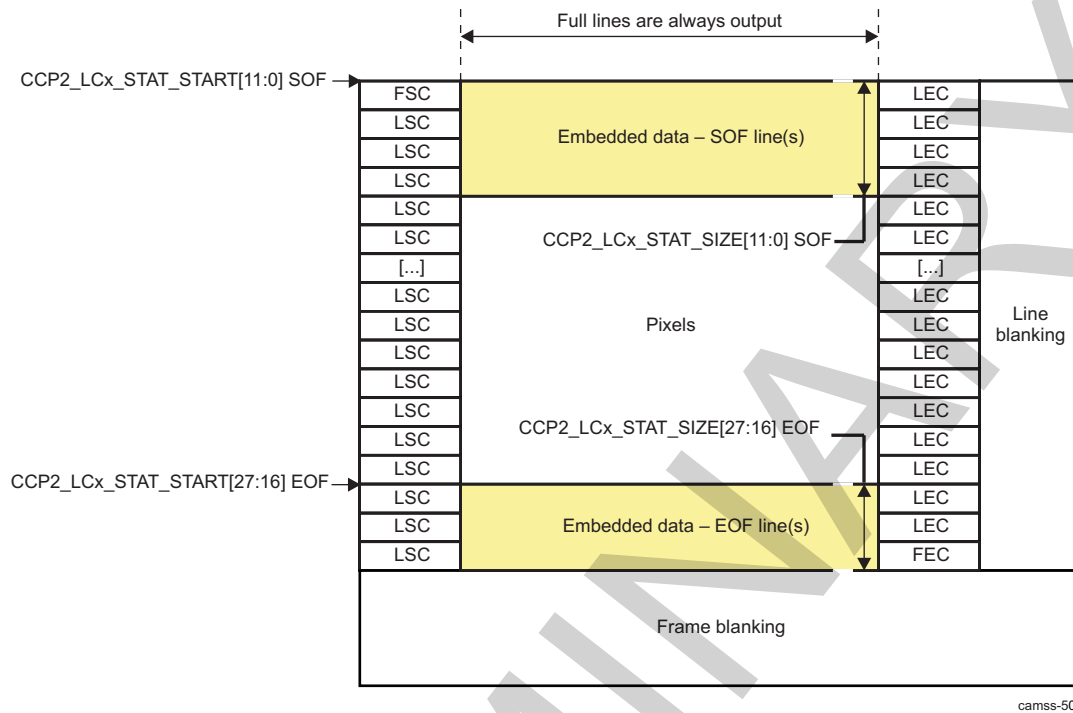 Full lines are always output
CCP2_LCx_STAT_START[11:0] SOF
FSC LEC
LSC Embedded data – SOF line(s) LEC
LSC LEC
LSC LEC
LSC LEC
LSC CCP2_LCx_STAT_SIZE[11:0] SOF LEC
[...] [...]
LSC LEC
LSC Pixels LEC Line blanking
LSC LEC
LSC LEC
LSC LEC
LSC CCP2_LCx_STAT_SIZE[27:16] EOF LEC
LSC LEC
CCP2_LCx_STAT_START[27:16] EOF
LSC LEC
LSC Embedded data – EOF line(s) LEC
LSC FEC
Frame blanking
camss-50
MINARY